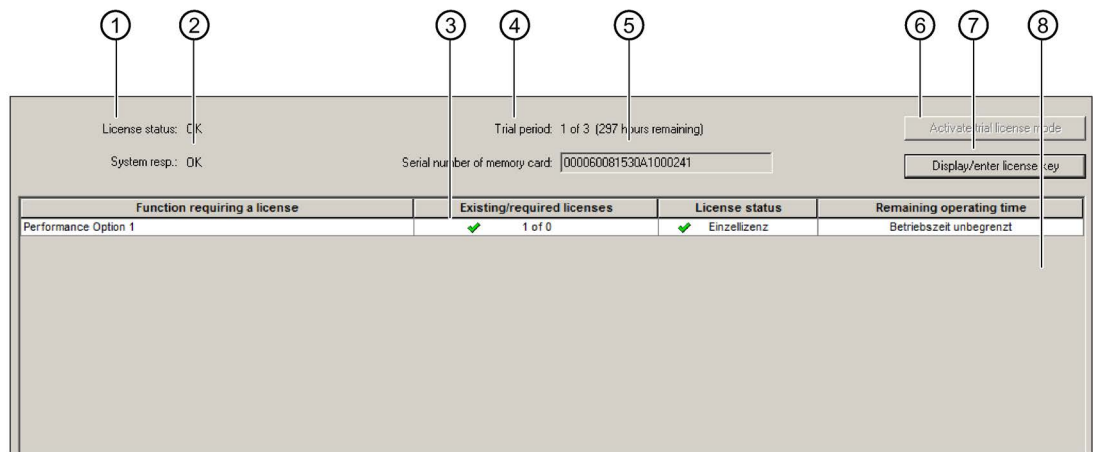 1 2 3 4 5 6 7 8
License status: OK Trial period: 1 of 3 (297 hours remaining) Activate trial license mode
System resp.: OK Serial number of memory card: 000060081530A1000241 Display/enter license key
Function requiring a license Existing/required licenses License status Remaining operating time
Performance Option 1 1 of 0 Einzellizenz Betriebszeit unbegrenzt